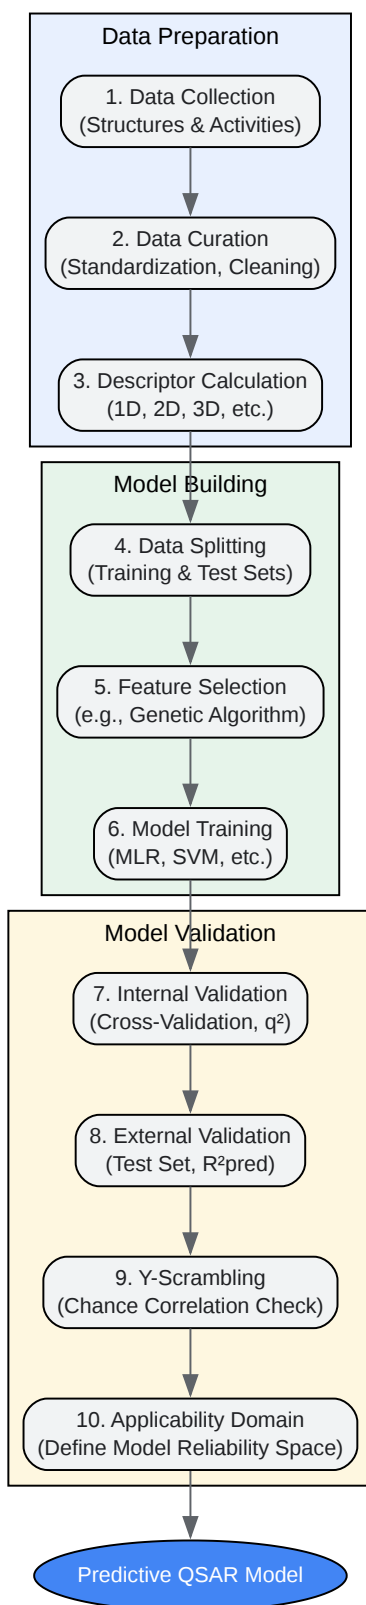 Data Preparation
1. Data Collection
(Structures & Activities)
2. Data Curation
(Standardization, Cleaning)
3. Descriptor Calculation
(1D, 2D, 3D, etc.)
Model Building
4. Data Splitting
(Training & Test Sets)
5. Feature Selection
(e.g., Genetic Algorithm)
6. Model Training
(MLR, SVM, etc.)
Model Validation
7. Internal Validation
(Cross-Validation, q²)
8. External Validation
(Test Set, R²pred)
9. Y-Scrambling
(Chance Correlation Check)
10. Applicability Domain
(Define Model Reliability Space)
Predictive QSAR Model